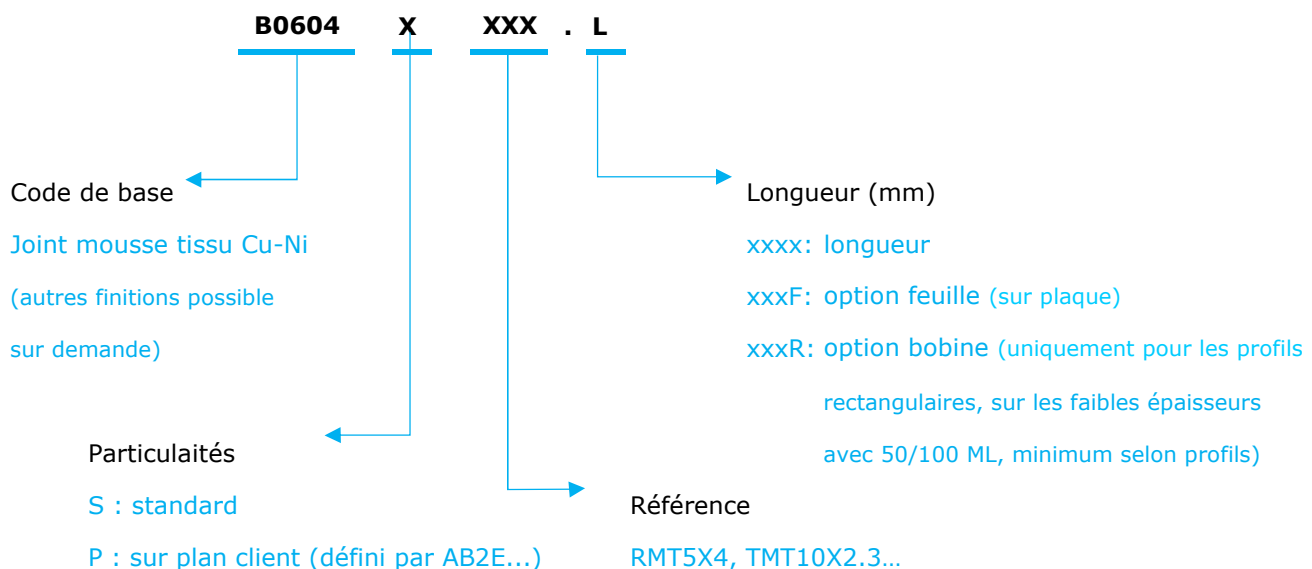 B0604 X XXX . L
Code de base
Joint mousse tissu Cu-Ni
(autres finitions possible
sur demande)
Longueur (mm)
xxxx: longueur
xxxF: option feuille (sur plaque)
xxxR: option bobine (uniquement pour les profils
rectangulaires, sur les faibles épaisseurs
avec 50/100 ML, minimum selon profils)
Particulaités
S : standard
P : sur plan client (défini par AB2E...)
Référence
RMT5X4, TMT10X2.3…